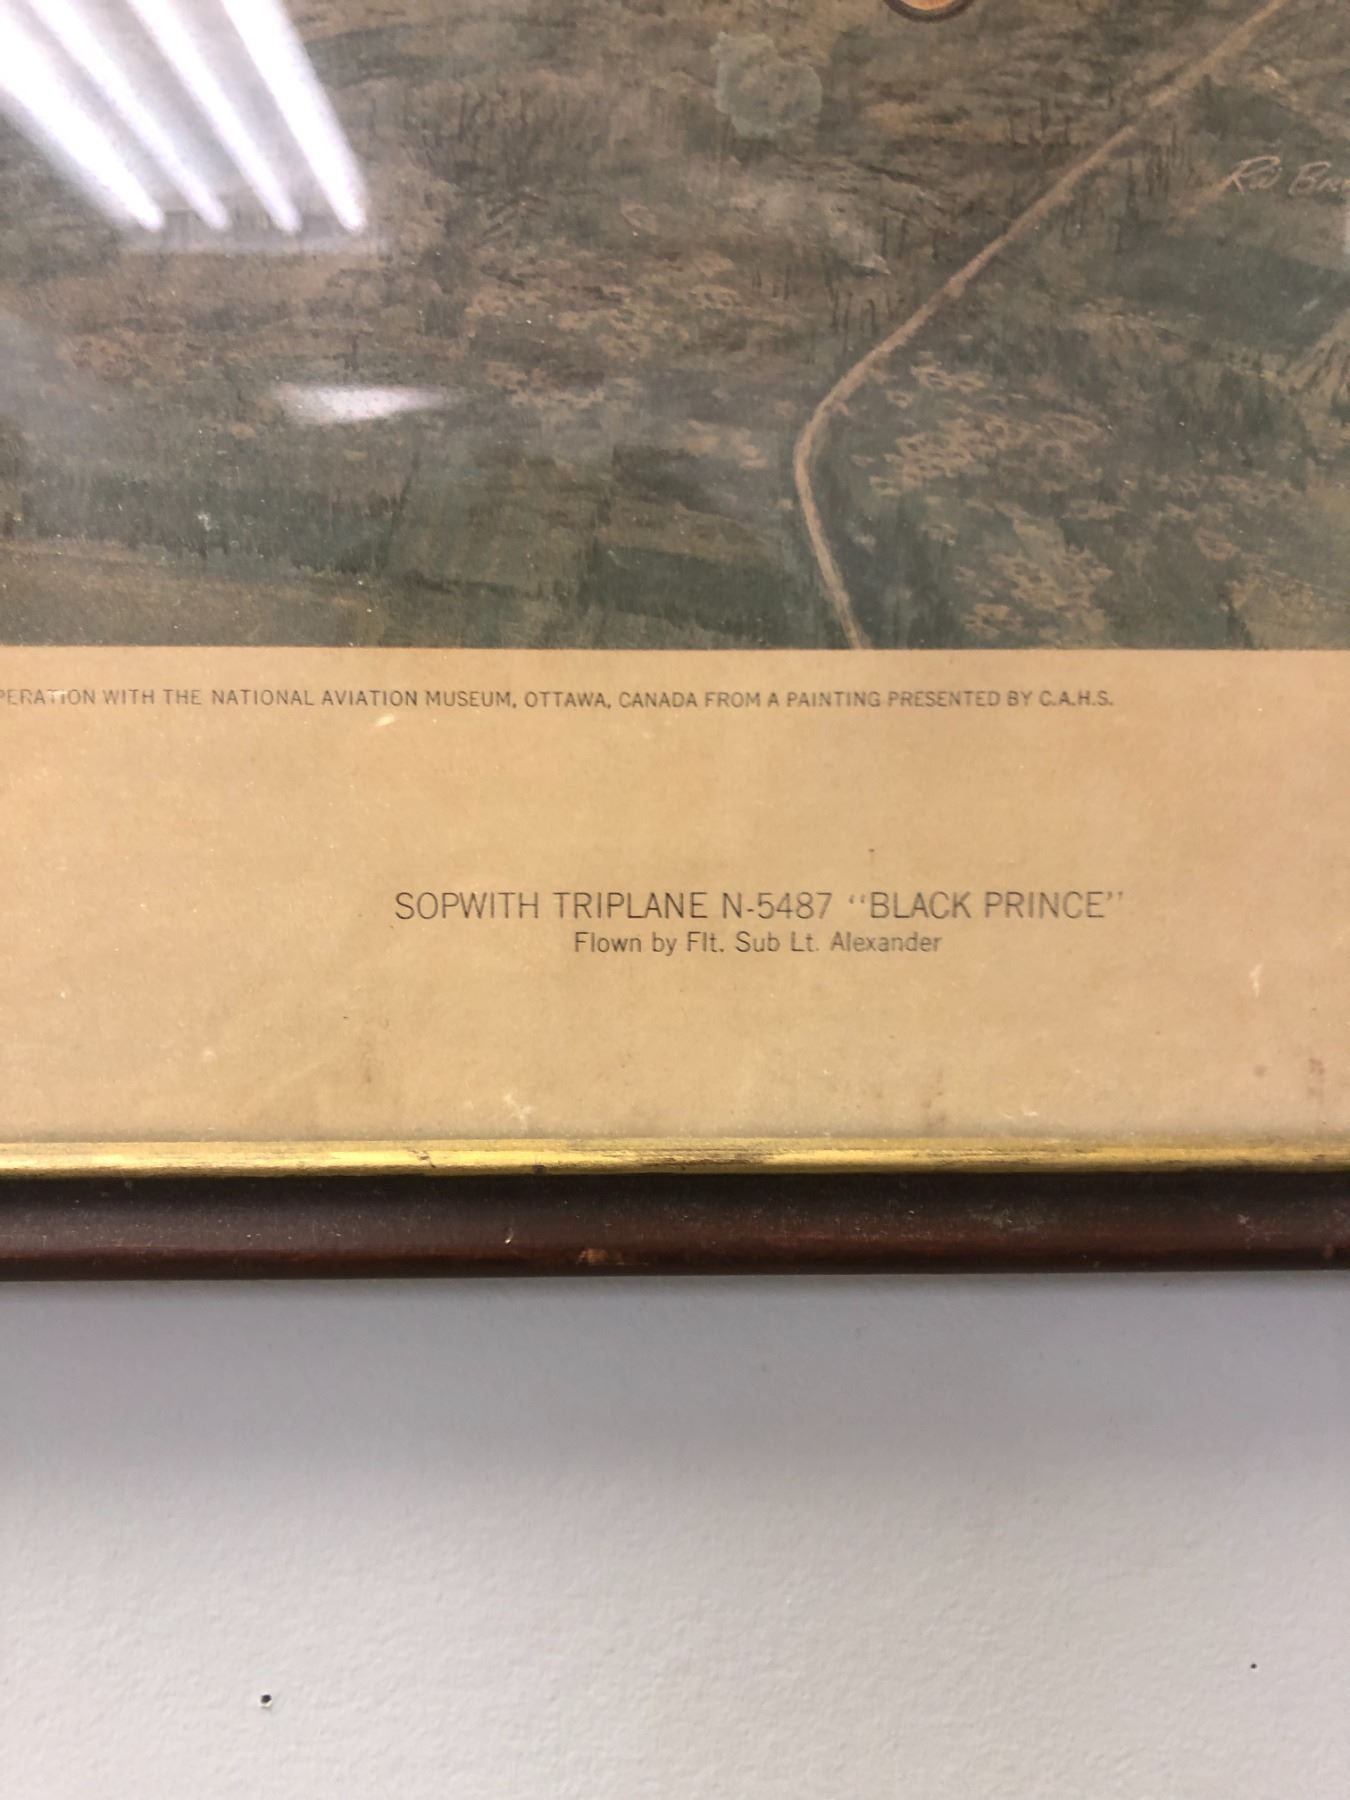 PERATION WITH THE NATIONAL AVIATION MUSEUM, OTTAWA, CANADA FROM A PAINTING PRESENTED BY C.A.H.S.
SOPWITH TRIPLANE N-5487 "BLACK PRINCE"
Flown by Flt. Sub Lt. Alexander